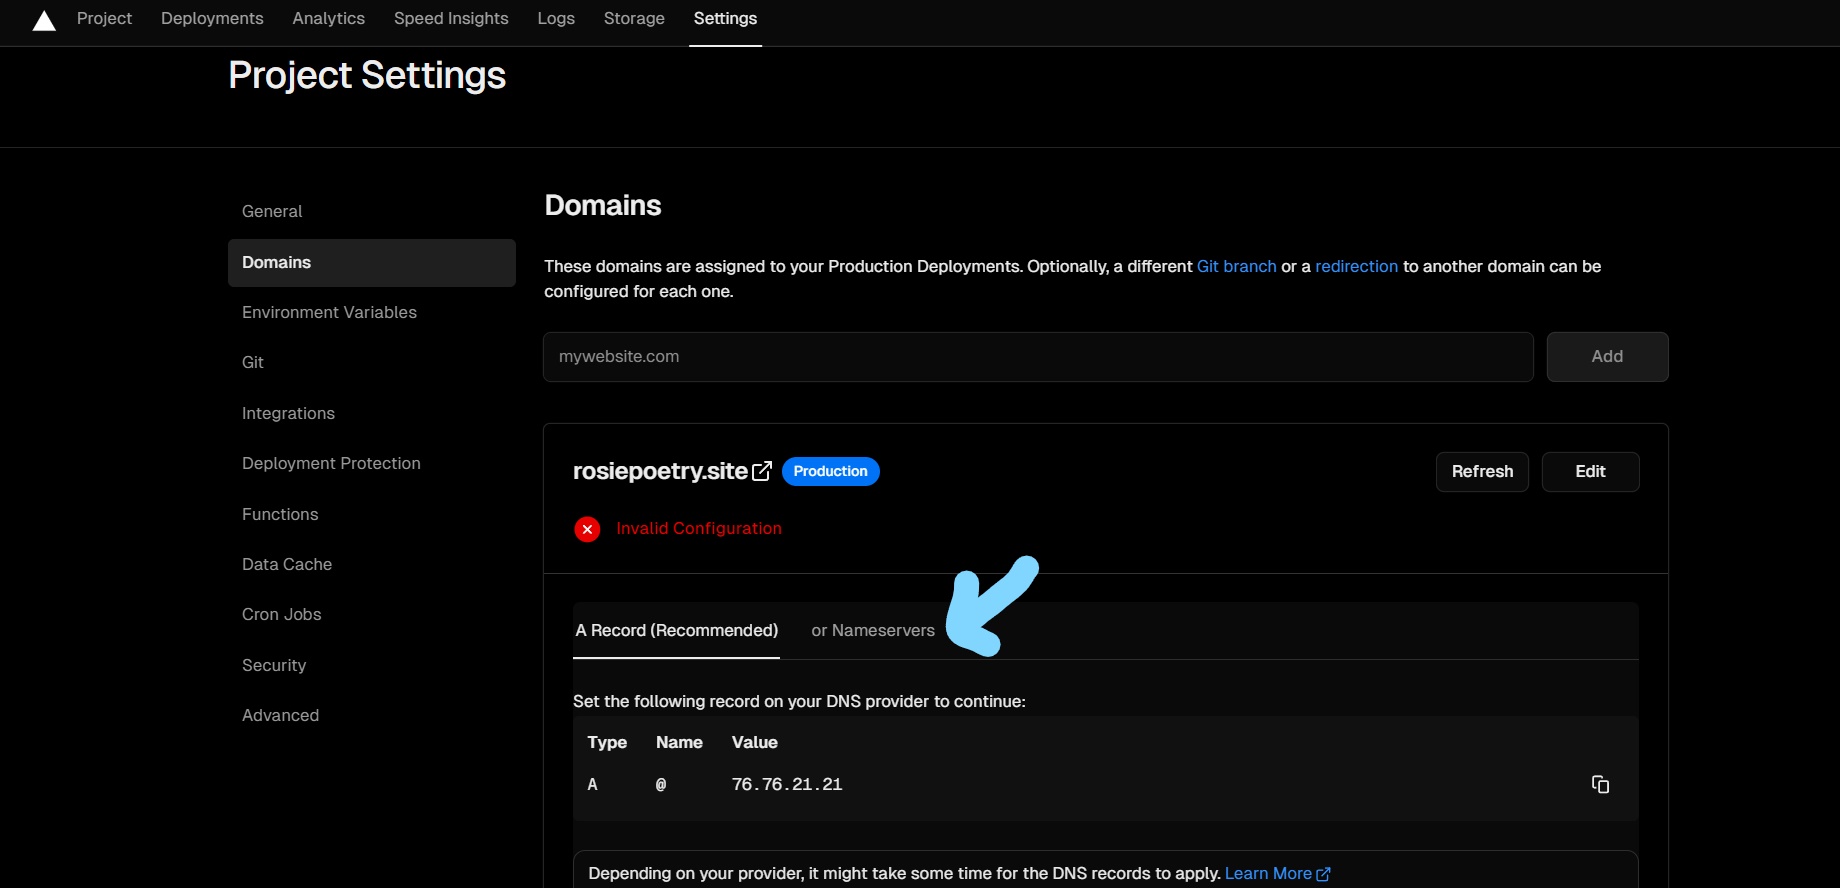 Project Deployments Analytics Speed Insights Logs Storage Settings
Project Settings
General
Domains
Environment Variables
Git
Integrations
Deployment Protection
Functions
Data Cache
Cron Jobs
Security
Advanced
Domains
These domains are assigned to your Production Deployments. Optionally, a different Git branch or a redirection to another domain can be
configured for each one.
mywebsite.com Add
rosiepoetry.site Production Refresh Edit
Invalid Configuration
A Record (Recommended) or Nameservers
Set the following record on your DNS provider to continue:
Type Name Value
A @ 76.76.21.21
Depending on your provider, it might take some time for the DNS records to apply. Learn More